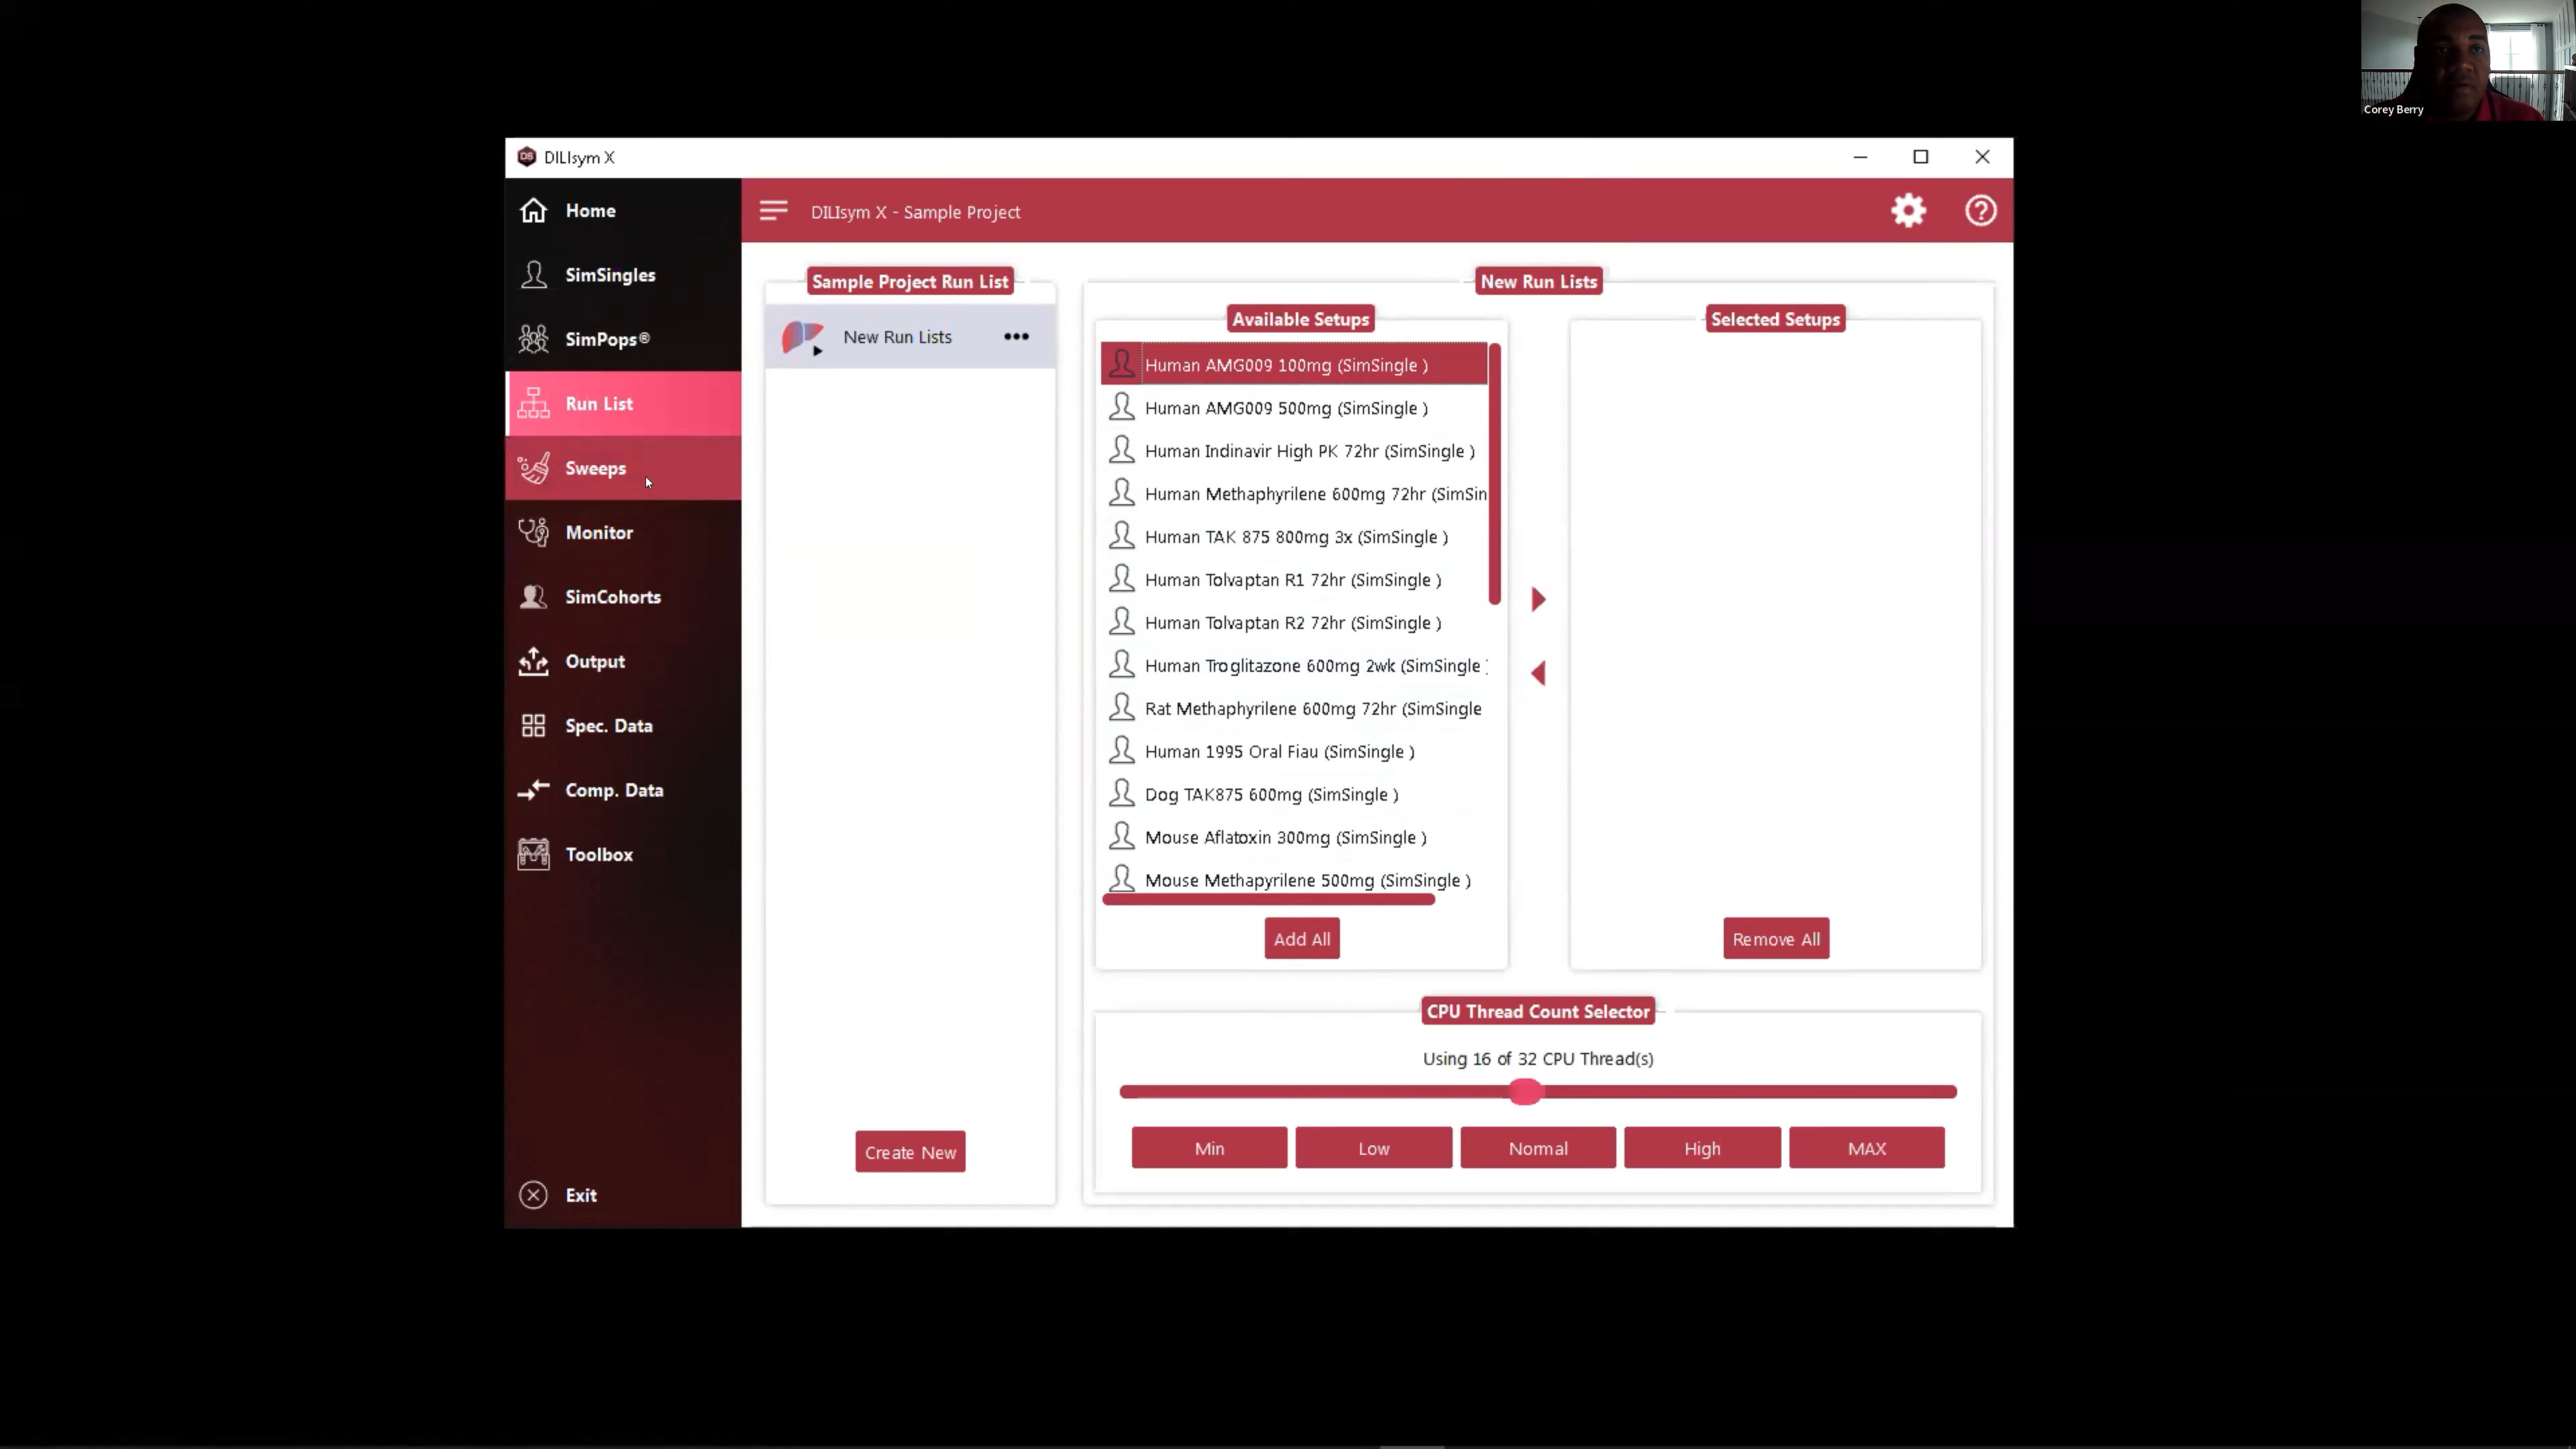 Corey Berry
DS DILIsym X
Home
SimSingles
SimPops®
Run List
Sweeps
Monitor
SimCohorts
Output
Spec. Data
Comp. Data
Toolbox
Exit
DILIsym X - Sample Project
Sample Project Run List
New Run Lists
Create New
New Run Lists
Available Setups
Human AMG009 100mg (SimSingle )
Human AMG009 500mg (SimSingle )
Human Indinavir High PK 72hr (SimSingle )
Human Methaphyrilene 600mg 72hr (SimSin
Human TAK 875 800mg 3x (SimSingle )
Human Tolvaptan R1 72hr (SimSingle )
Human Tolvaptan R2 72hr (SimSingle )
Human Troglitazone 600mg 2wk (SimSingle )
Rat Methaphyrilene 600mg 72hr (SimSingle
Human 1995 Oral Fiau (SimSingle )
Dog TAK875 600mg (SimSingle )
Mouse Aflatoxin 300mg (SimSingle )
Mouse Methapyrilene 500mg (SimSingle )
Add All
Selected Setups
Remove All
CPU Thread Count Selector
Using 16 of 32 CPU Thread(s)
Min Low Normal High MAX